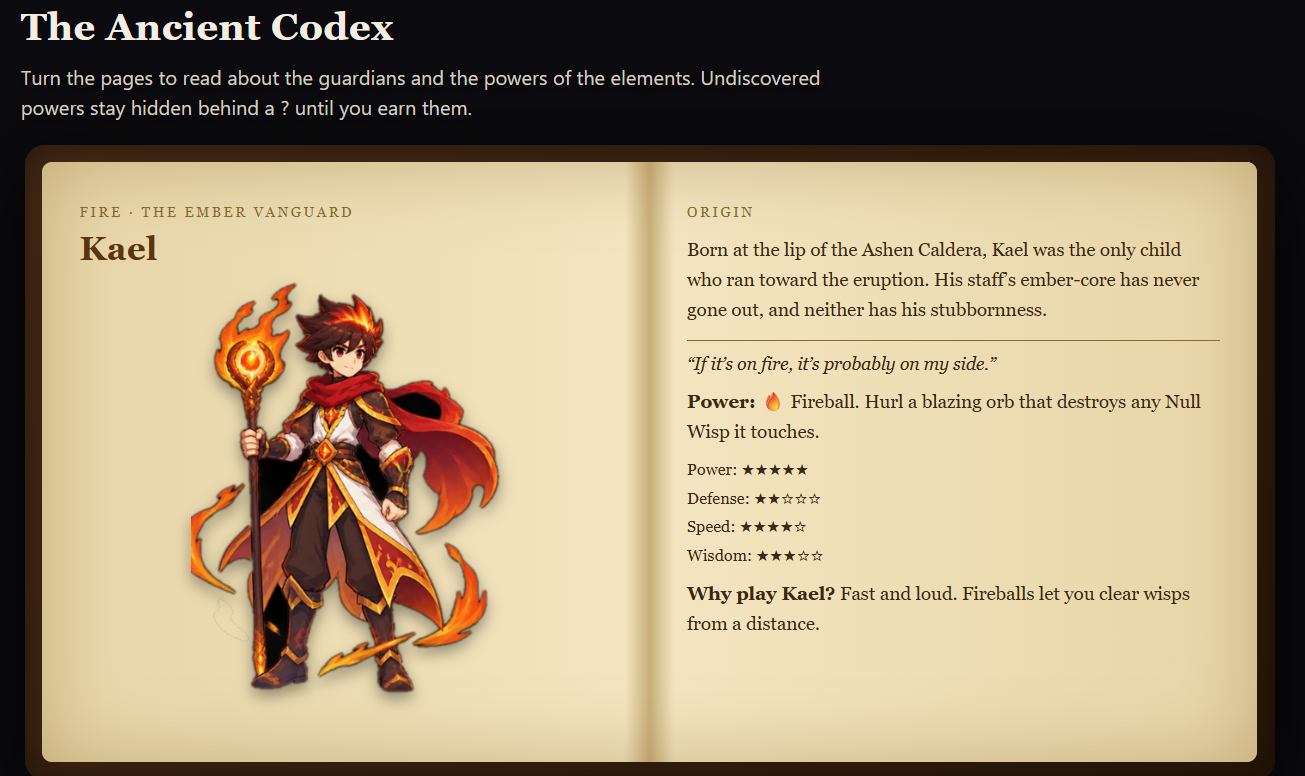 The Ancient Codex
Turn the pages to read about the guardians and the powers of the elements. Undiscovered
powers stay hidden behind a ? until you earn them.
FIRE · THE EMBER VANGUARD
Kael
ORIGIN
Born at the lip of the Ashen Caldera, Kael was the only child
who ran toward the eruption. His staff’s ember-core has never
gone out, and neither has his stubbornness.
“If it’s on fire, it’s probably on my side.”
Power: 🔥 Fireball. Hurl a blazing orb that destroys any Null
Wisp it touches.
Power: ★★★★★
Defense: ★★☆☆☆
Speed: ★★★★☆
Wisdom: ★★★☆☆
Why play Kael? Fast and loud. Fireballs let you clear wisps
from a distance.